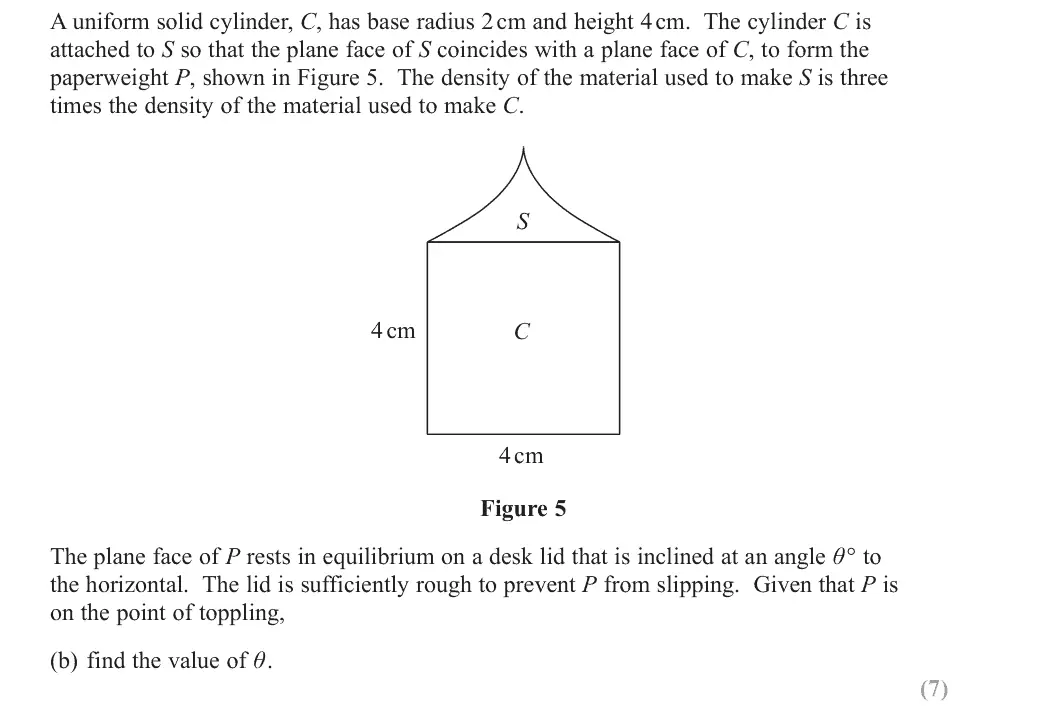 A uniform solid cylinder, C, has base radius 2 cm and height 4 cm. The cylinder C is
attached to S so that the plane face of S coincides with a plane face of C, to form the
paperweight P, shown in Figure 5. The density of the material used to make S is three
times the density of the material used to make C.
S
4 cm
C
4 cm
Figure 5
The plane face of P rests in equilibrium on a desk lid that is inclined at an angle θ° to
the horizontal. The lid is sufficiently rough to prevent P from slipping. Given that P is
on the point of toppling,
(b) find the value of θ.
(7)